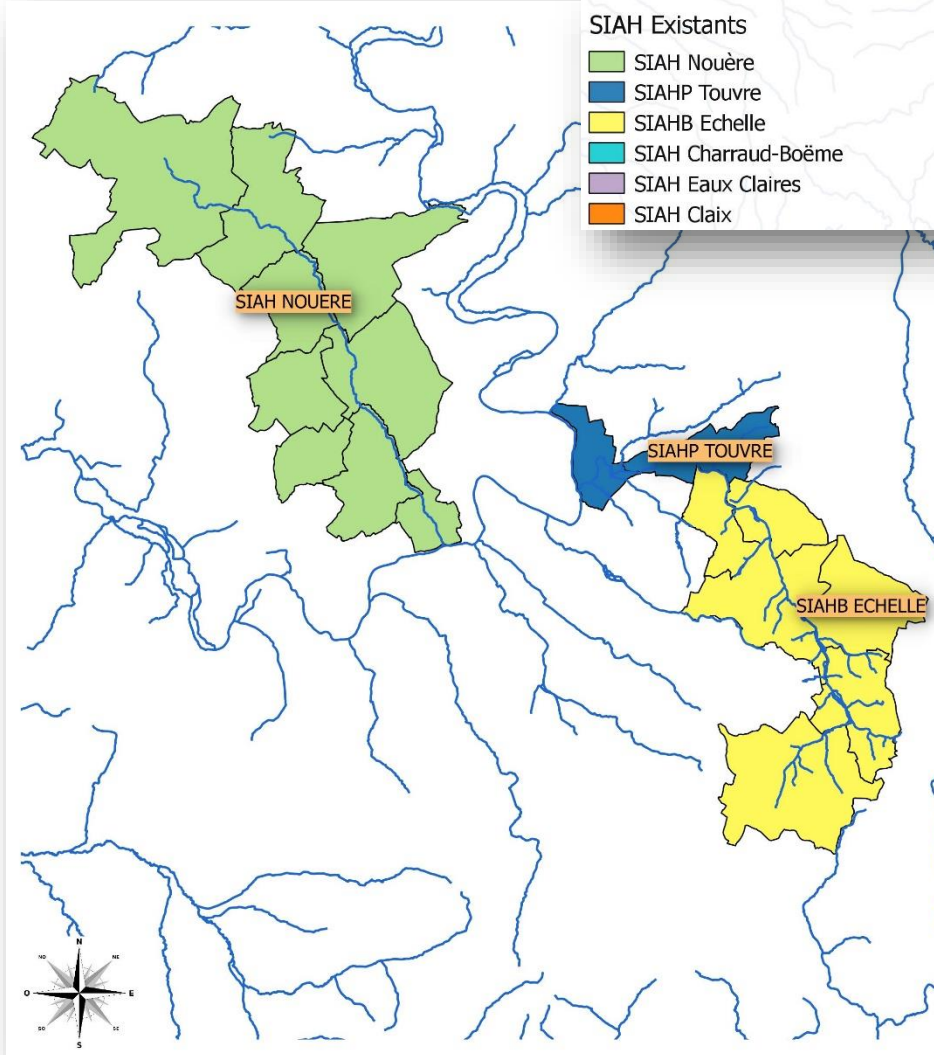 SIAH Existants
SIAH Nouère
SIAHP Touvre
SIAHB Echelle
SIAH Charraud-Boëme
SIAH Eaux Claires
SIAH Claix
SIAH NOUERE
SIAHP TOUVRE
SIAHB ECHELLE
N
NO
NE
O
E
SO
SE
S